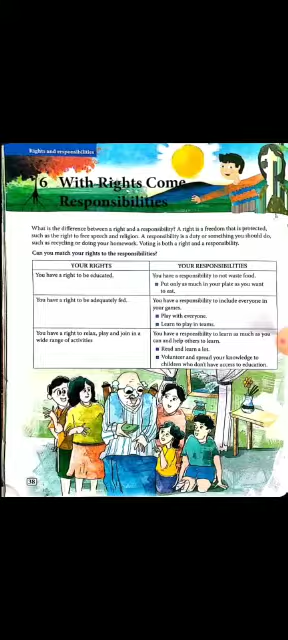 Rights and responsibilities
6 With Rights Come
Responsibilities
What is the difference between a right and a responsibility? A right is a freedom that is protected,
such as the right to free speech and religion. A responsibility is a duty or something you should do,
such as recycling or doing your homework. Voting is both a right and a responsibility.
Can you match your rights to the responsibilities?
YOUR RIGHTS
YOUR RESPONSIBILITIES
You have a right to be educated.
You have a responsibility to not waste food.
■ Put only as much in your plate as you want
to eat.
You have a right to be adequately fed.
You have a responsibility to include everyone in
your games.
■ Play with everyone.
■ Learn to play in teams.
You have a right to relax, play and join in a
wide range of activities
You have a responsibility to learn as much as you
can and help others to learn.
■ Read and learn a lot.
■ Volunteer and spread your knowledge to
children who don't have access to education.
38